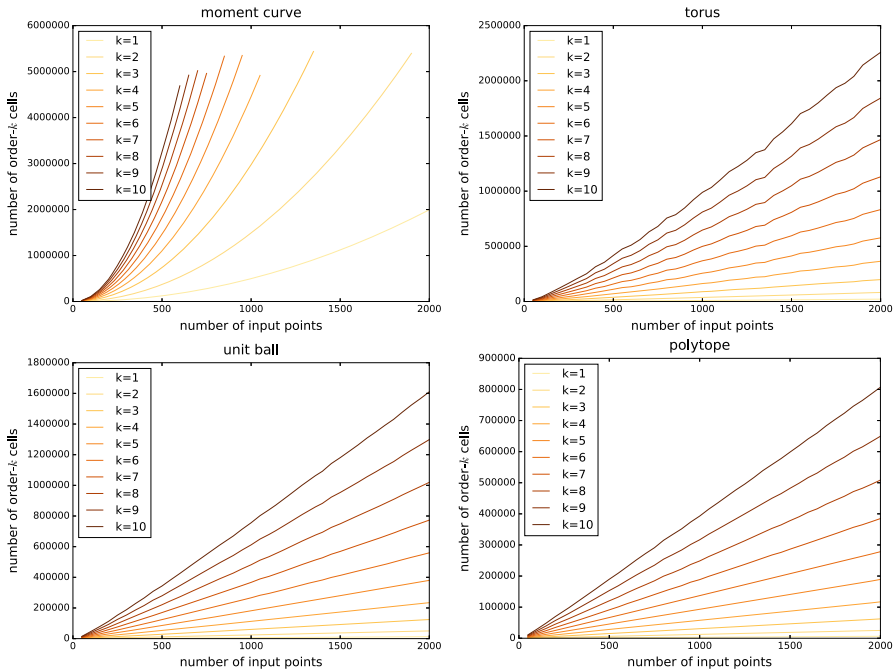 moment curve
6000000
5000000
4000000
3000000
2000000
1000000
0
number of order-k cells
k=1
k=2
k=3
k=4
k=5
k=6
k=7
k=8
k=9
k=10
0 500 1000 1500 2000
number of input points
torus
2500000
2000000
1500000
1000000
500000
0
number of order-k cells
k=1
k=2
k=3
k=4
k=5
k=6
k=7
k=8
k=9
k=10
0 500 1000 1500 2000
number of input points
unit ball
1800000
1600000
1400000
1200000
1000000
800000
600000
400000
200000
0
number of order-k cells
k=1
k=2
k=3
k=4
k=5
k=6
k=7
k=8
k=9
k=10
0 500 1000 1500 2000
number of input points
polytope
900000
800000
700000
600000
500000
400000
300000
200000
100000
0
number of order-k cells
k=1
k=2
k=3
k=4
k=5
k=6
k=7
k=8
k=9
k=10
0 500 1000 1500 2000
number of input points